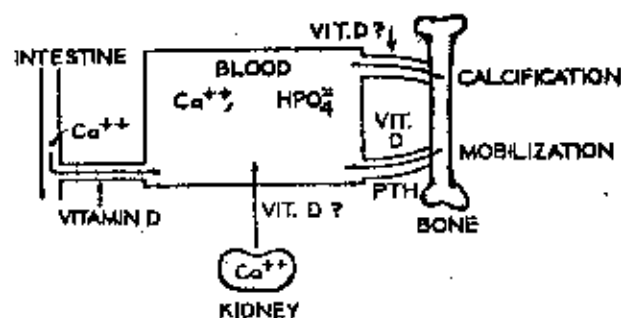 VIT. D ?
INTESTINE
BLOOD
Ca++,
HPO4=
CALCIFICATION
Ca++
VIT.
D
MOBILIZATION
VITAMIN D
VIT. D ?
PTH
BONE
Ca++
KIDNEY